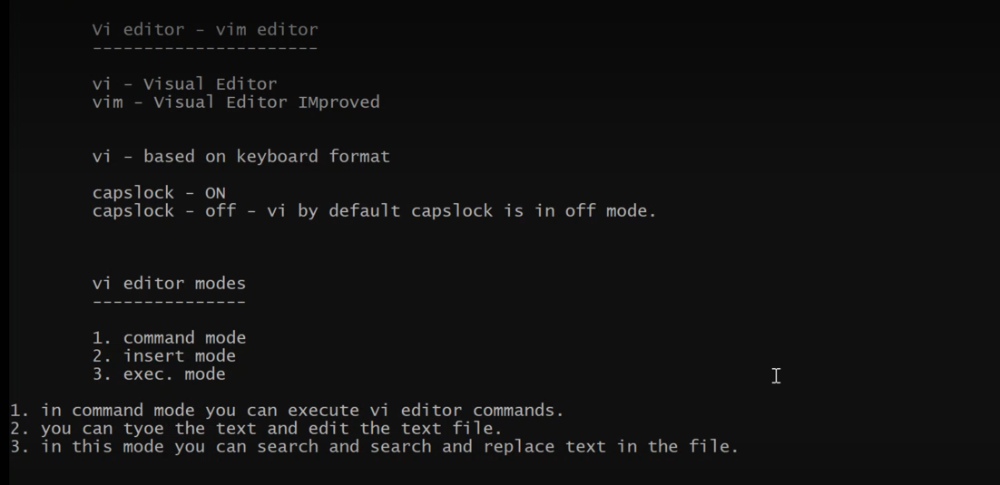 Vi editor - vim editor
----------------------
vi - Visual Editor
vim - Visual Editor IMproved
vi - based on keyboard format
capslock - ON
capslock - off - vi by default capslock is in off mode.
vi editor modes
---------------
1. command mode
2. insert mode
3. exec. mode
1. in command mode you can execute vi editor commands.
2. you can tyoe the text and edit the text file.
3. in this mode you can search and search and replace text in the file.